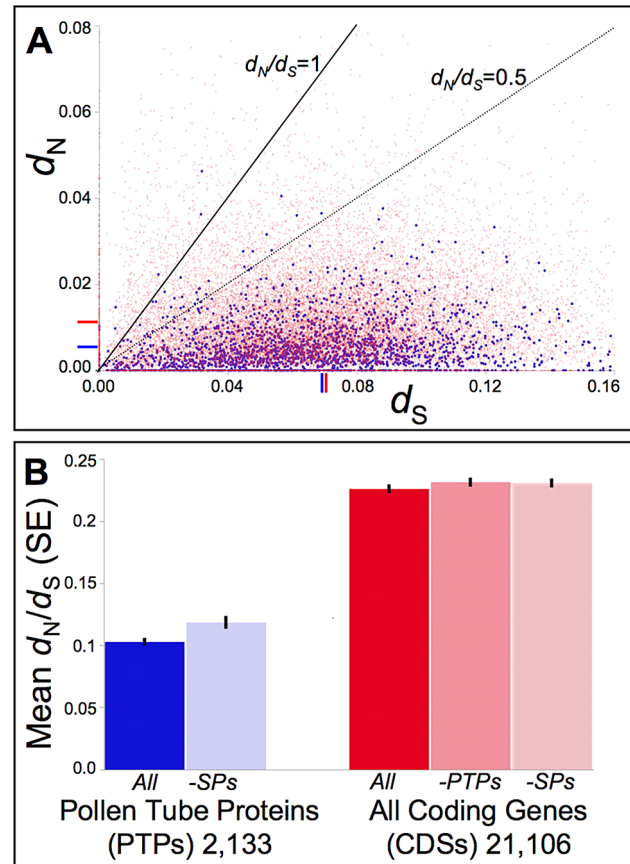 A
0.08
0.06
0.04
0.02
0.00
dN
dN/dS=1
dN/dS=0.5
0.00
0.04
0.08
0.12
0.16
dS
B
0.25
0.2
0.15
0.1
0.05
0.0
Mean dN/dS (SE)
All -SPs
All -PTPs -SPs
Pollen Tube Proteins
(PTPs) 2,133
All Coding Genes
(CDSs) 21,106